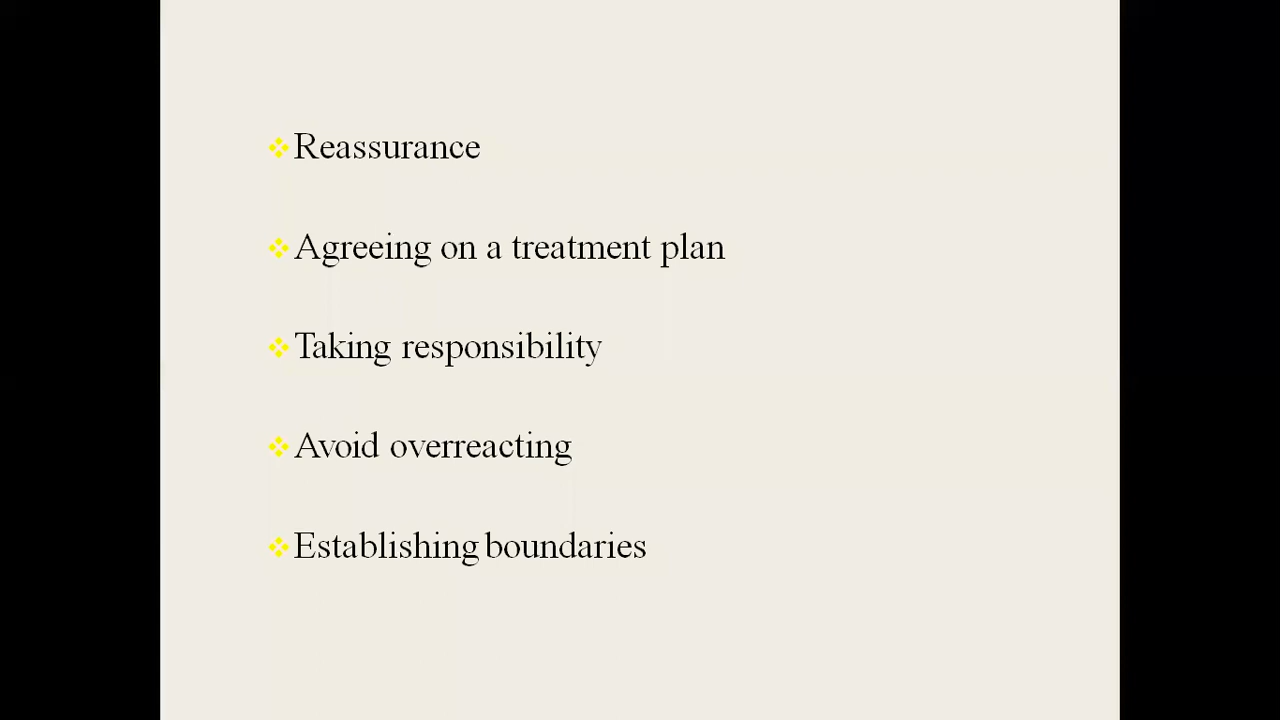 Reassurance
Agreeing on a treatment plan
Taking responsibility
Avoid overreacting
Establishing boundaries